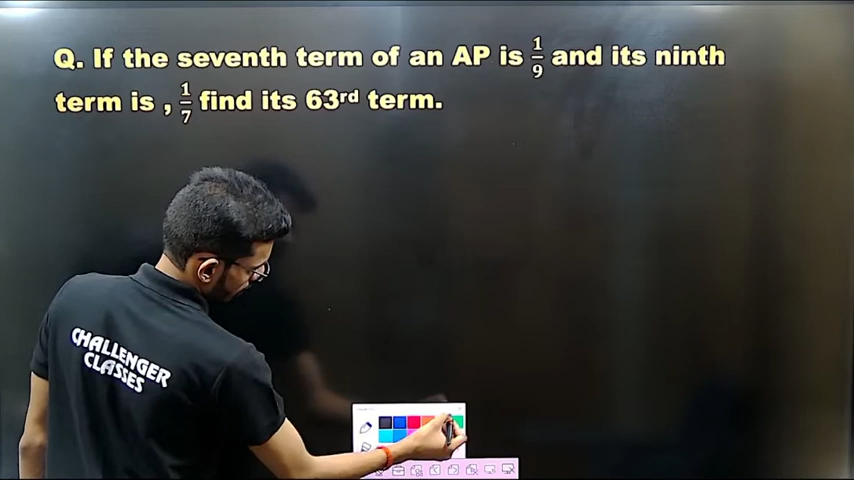 Q. If the seventh term of an AP is 1/9 and its ninth
term is , 1/7 find its 63rd term.
CHALLENGER
CLASSES